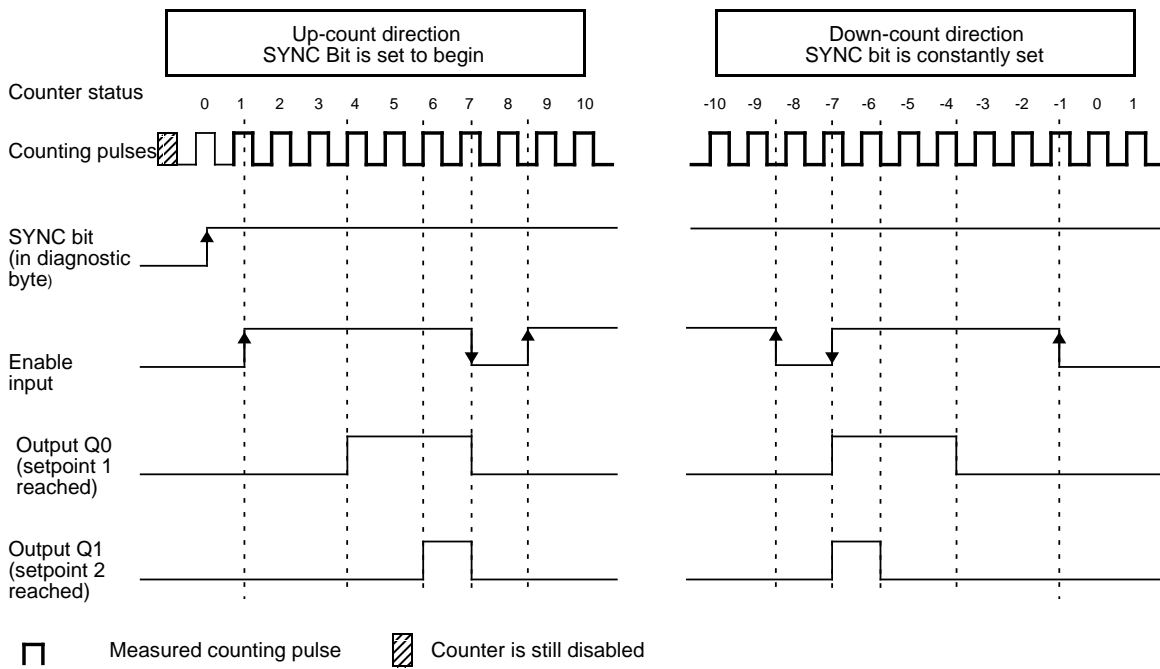 Up-count direction
SYNC Bit is set to begin
Down-count direction
SYNC bit is constantly set
Counter status
0 1 2 3 4 5 6 7 8 9 10
-10 -9 -8 -7 -6 -5 -4 -3 -2 -1 0 1
Counting pulses
SYNC bit
(in diagnostic
byte)
Enable
input
Output Q0
(setpoint 1
reached)
Output Q1
(setpoint 2
reached)
Measured counting pulse
Counter is still disabled